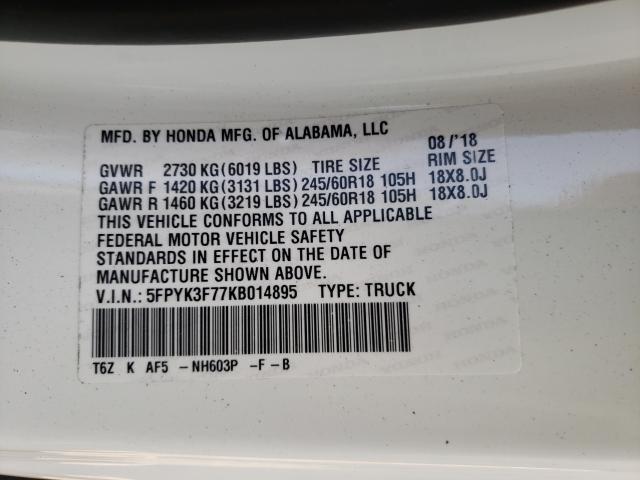 MFD. BY HONDA MFG. OF ALABAMA, LLC 08/'18
GVWR 2730 KG(6019 LBS) TIRE SIZE RIM SIZE
GAWR F 1420 KG(3131 LBS) 245/60R18 105H 18X8.0J
GAWR R 1460 KG(3219 LBS) 245/60R18 105H 18X8.0J
THIS VEHICLE CONFORMS TO ALL APPLICABLE
FEDERAL MOTOR VEHICLE SAFETY
STANDARDS IN EFFECT ON THE DATE OF
MANUFACTURE SHOWN ABOVE.
V.I.N.: 5FPYK3F77KB014895 TYPE: TRUCK
T6Z K AF5 -NH603P -F-B